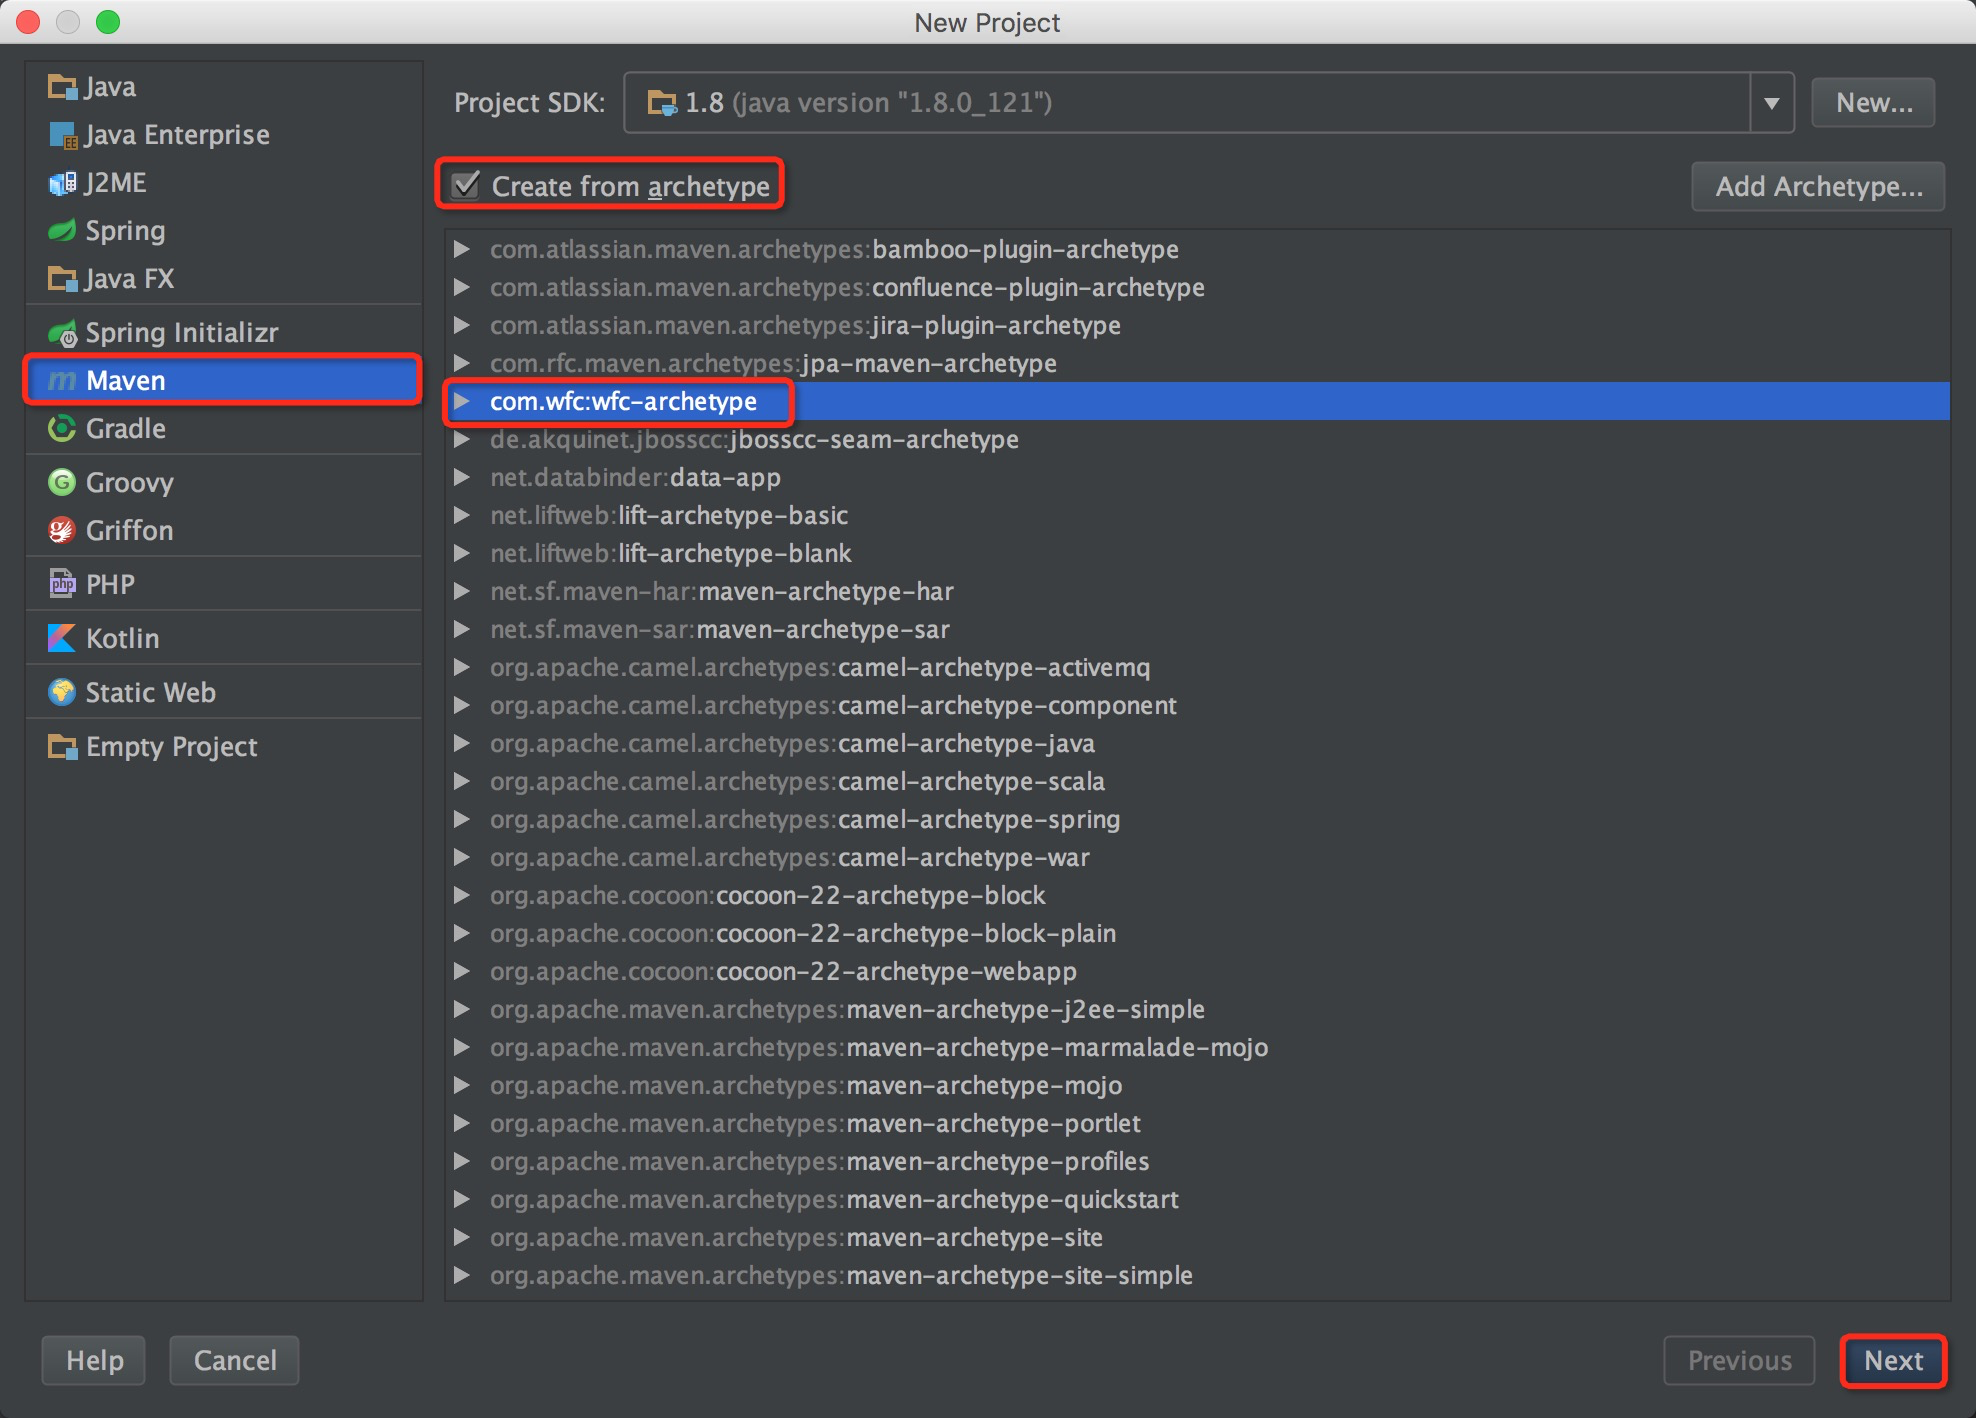 New Project
Java
Java Enterprise
J2ME
Spring
Java FX
Spring Initializr
Maven
Gradle
Groovy
Griffon
PHP
Kotlin
Static Web
Empty Project
Project SDK: 1.8 (java version "1.8.0_121") New...
Create from archetype Add Archetype...
com.atlassian.maven.archetypes:bamboo-plugin-archetype
com.atlassian.maven.archetypes:confluence-plugin-archetype
com.atlassian.maven.archetypes:jira-plugin-archetype
com.rfc.maven.archetypes:jpa-maven-archetype
com.wfc:wfc-archetype
de.akquinet.jbosscc:jbosscc-seam-archetype
net.databinder:data-app
net.liftweb:lift-archetype-basic
net.liftweb:lift-archetype-blank
net.sf.maven-har:maven-archetype-har
net.sf.maven-sar:maven-archetype-sar
org.apache.camel.archetypes:camel-archetype-activemq
org.apache.camel.archetypes:camel-archetype-component
org.apache.camel.archetypes:camel-archetype-java
org.apache.camel.archetypes:camel-archetype-scala
org.apache.camel.archetypes:camel-archetype-spring
org.apache.camel.archetypes:camel-archetype-war
org.apache.cocoon:cocoon-22-archetype-block
org.apache.cocoon:cocoon-22-archetype-block-plain
org.apache.cocoon:cocoon-22-archetype-webapp
org.apache.maven.archetypes:maven-archetype-j2ee-simple
org.apache.maven.archetypes:maven-archetype-marmalade-mojo
org.apache.maven.archetypes:maven-archetype-mojo
org.apache.maven.archetypes:maven-archetype-portlet
org.apache.maven.archetypes:maven-archetype-profiles
org.apache.maven.archetypes:maven-archetype-quickstart
org.apache.maven.archetypes:maven-archetype-site
org.apache.maven.archetypes:maven-archetype-site-simple
Help Cancel Previous Next